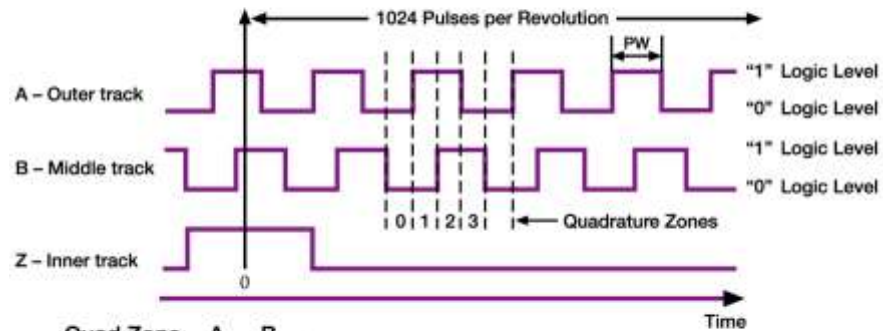 1024 Pulses per Revolution
PW
A – Outer track
"1" Logic Level
"0" Logic Level
B – Middle track
"1" Logic Level
"0" Logic Level
0 1 2 3
Quadrature Zones
Z – Inner track
0
Time
Quad Zone A B